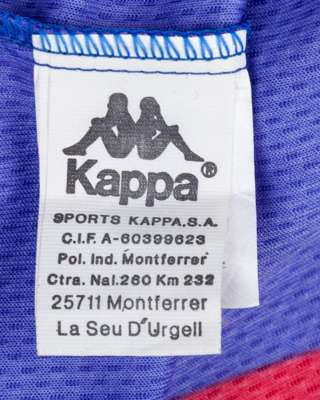 Kappa®
SPORTS KAPPA,S.A.
C.I.F. A-60399623
Pol. Ind. Montferrer
Ctra. Nal.260 Km 232
25711 Montferrer
La Seu D'Urgell